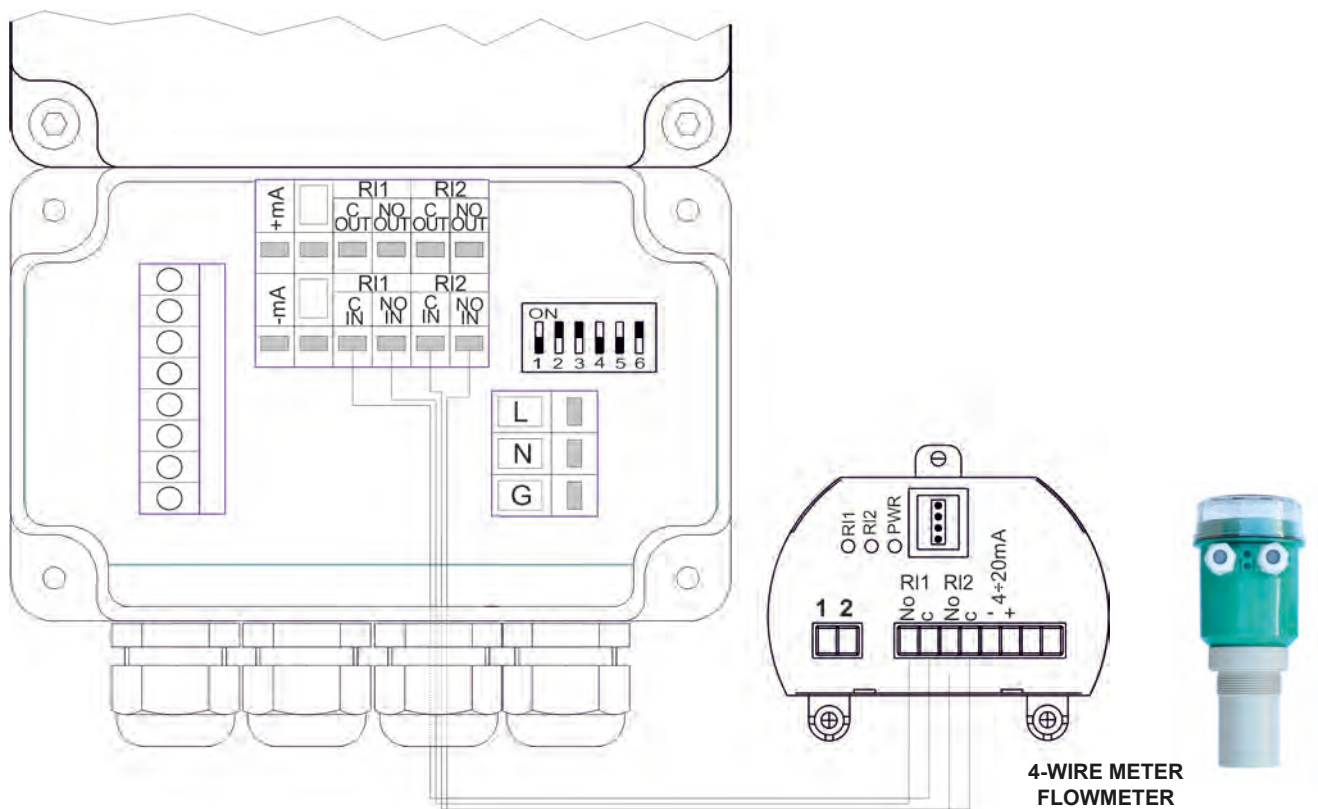 +mA
RI1 RI2
C OUT NO OUT C OUT NO OUT
-mA
RI1 RI2
C IN NO IN C IN NO IN
ON
1 2 3 4 5 6
L
N
G
RI1
RI2
PWR
RI1 RI2
No c No c - + 4÷20mA
1 2
4-WIRE METER
FLOWMETER